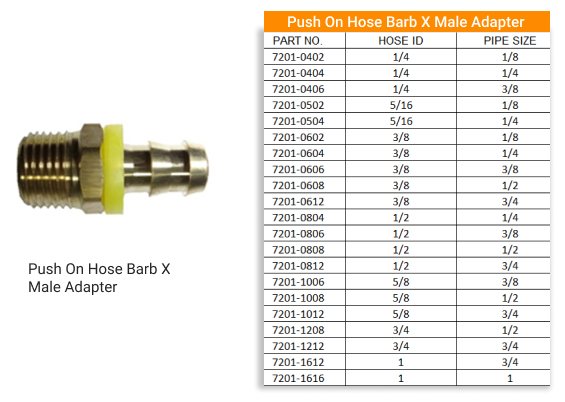 Push On Hose Barb X Male Adapter
PART NO. HOSE ID PIPE SIZE
7201-0402 1/4 1/8
7201-0404 1/4 1/4
7201-0406 1/4 3/8
7201-0502 5/16 1/8
7201-0504 5/16 1/4
7201-0602 3/8 1/8
7201-0604 3/8 1/4
7201-0606 3/8 3/8
7201-0608 3/8 1/2
7201-0612 3/8 3/4
7201-0804 1/2 1/4
7201-0806 1/2 3/8
7201-0808 1/2 1/2
7201-0812 1/2 3/4
7201-1006 5/8 3/8
7201-1008 5/8 1/2
7201-1012 5/8 3/4
7201-1208 3/4 1/2
7201-1212 3/4 3/4
7201-1612 1 3/4
7201-1616 1 1
Push On Hose Barb X
Male Adapter